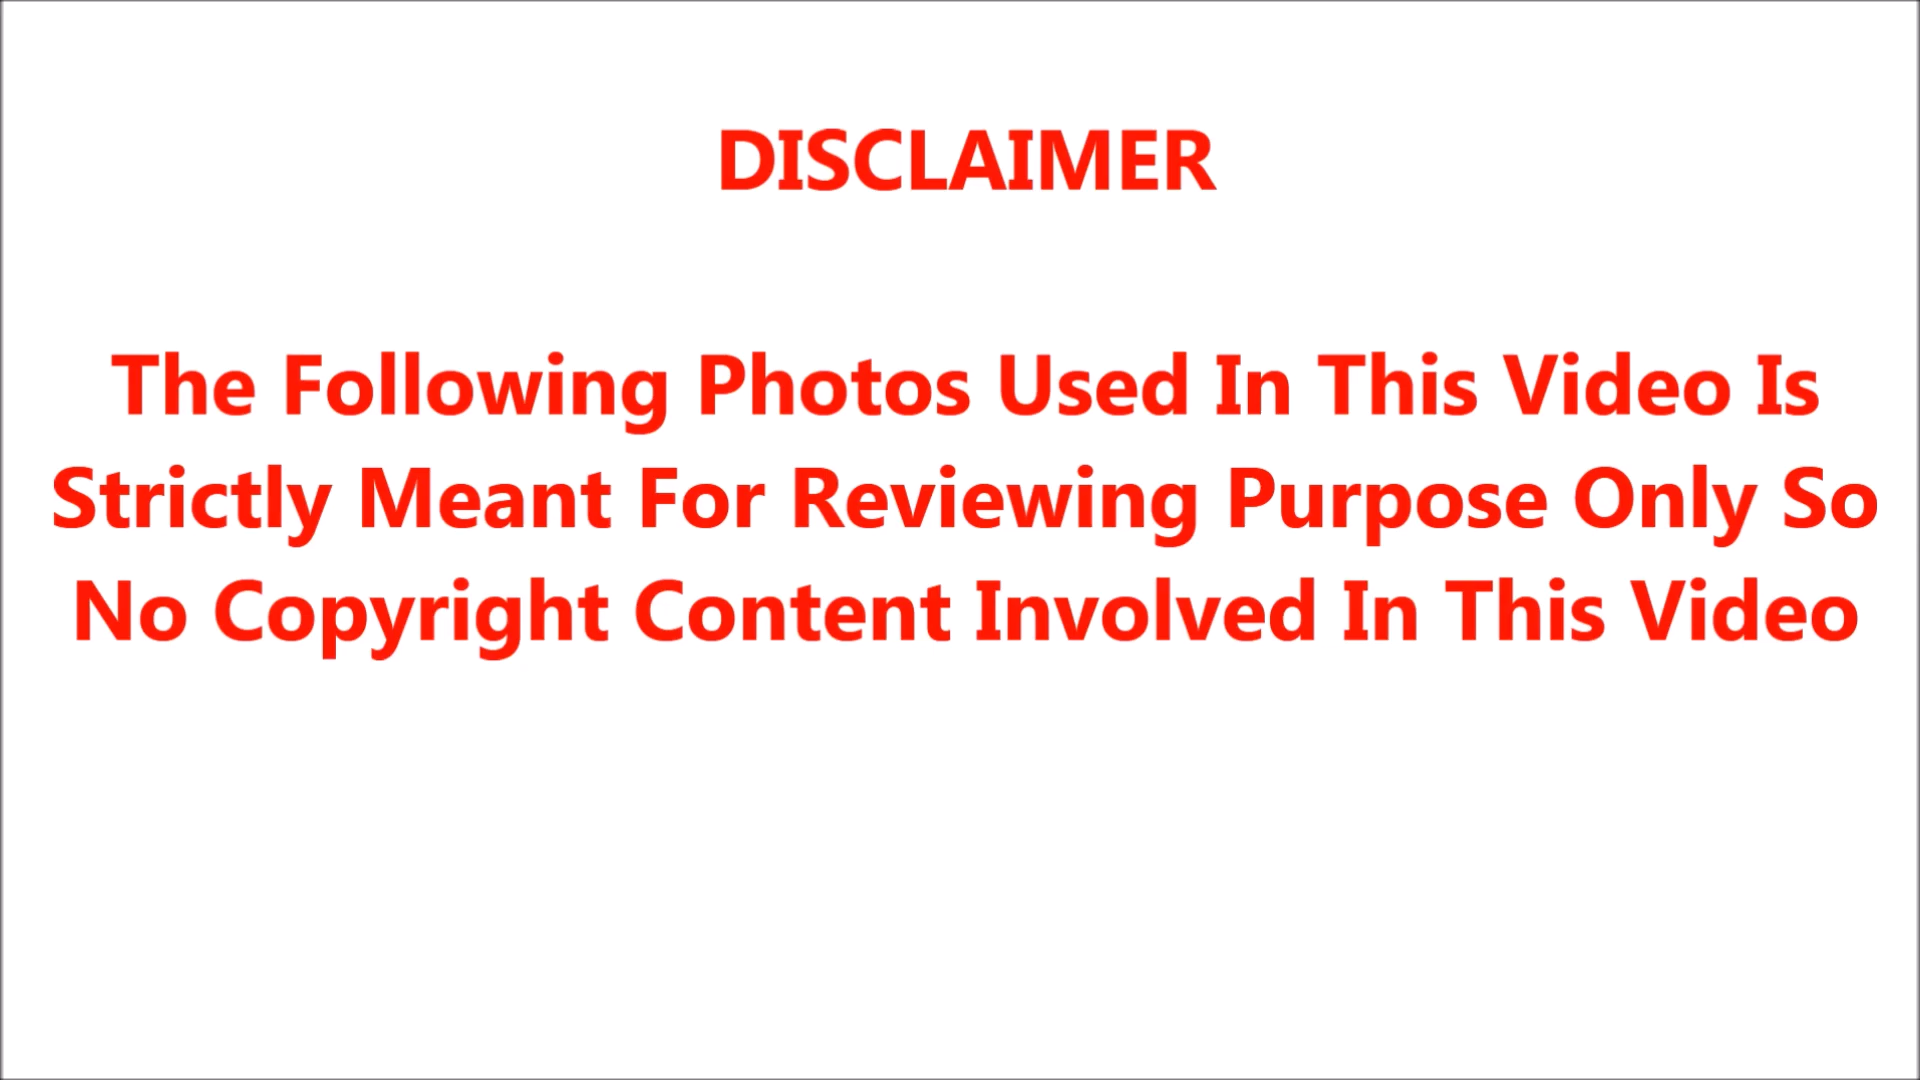 DISCLAIMER
The Following Photos Used In This Video Is
Strictly Meant For Reviewing Purpose Only So
No Copyright Content Involved In This Video